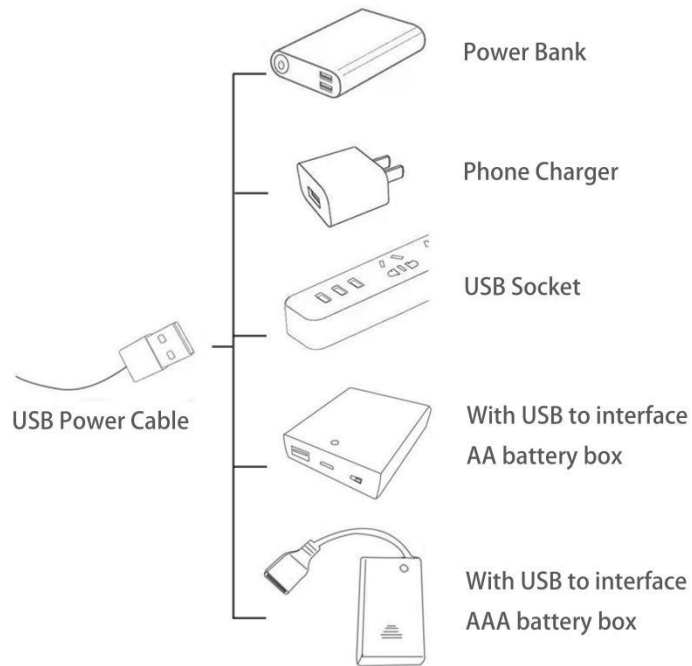 Power Bank
Phone Charger
USB Socket
USB Power Cable
With USB to interface
AA battery box
With USB to interface
AAA battery box